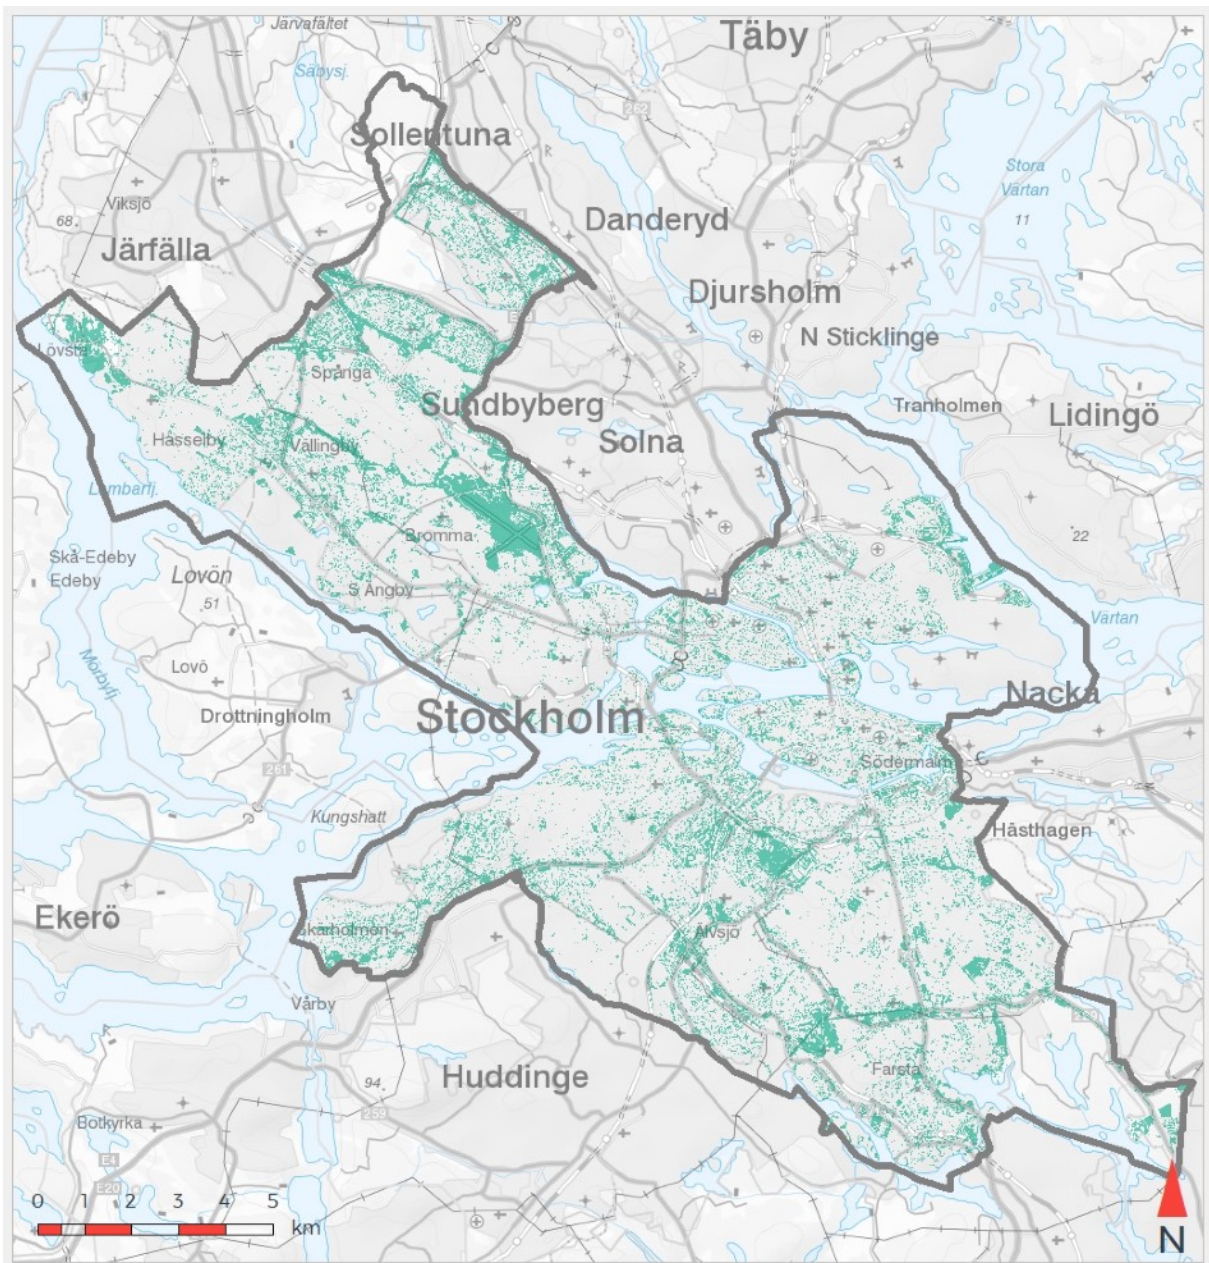 Järvafältet
Täby
Säbysj.
262
Sollentuna
Stora
Värtan
11
Viksjö
68
Danderyd
Järfälla
Djursholm
N Sticklinge
Lövsta
Spånga
Sundbyberg
Tranholmen
Lidingö
Solna
Hässelby
Vällingby
Lambarfj.
Bromma
22
Skå-Edeby
Edeby
Lovön
51
S Ängby
Värtan
Mörbyfj.
Lovö
Nacka
Drottningholm
Stockholm
Södermalm
261
Kungshatt
Hästhagen
Ekerö
Skärholmen
Älvsjö
Vårby
Huddinge
Farsta
94
259
Botkyrka
E4
E20
0 1 2 3 4 5
km
N